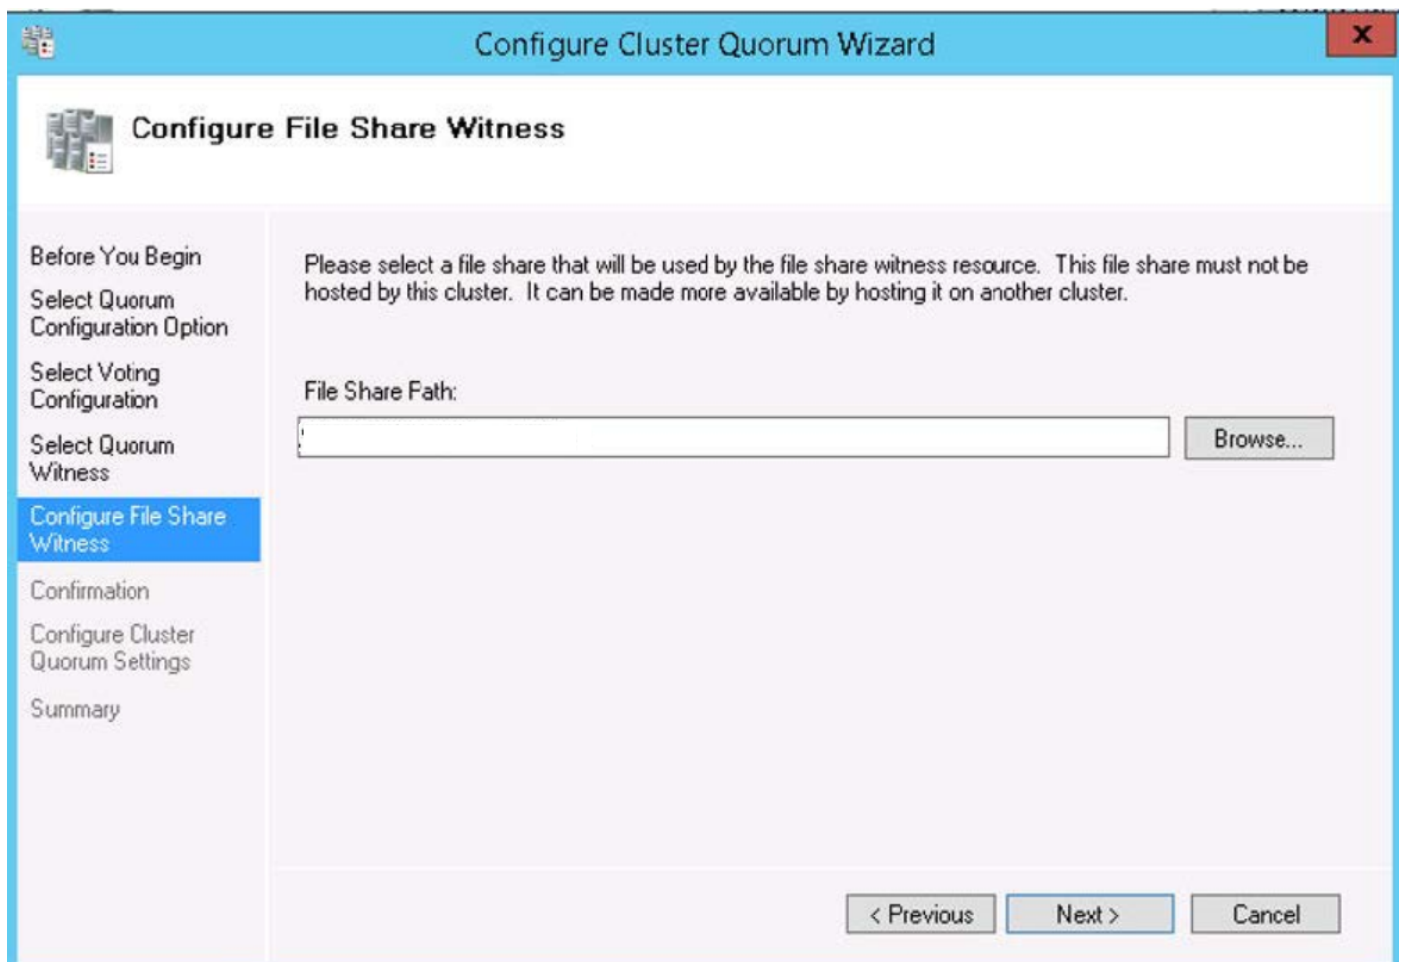 Configure Cluster Quorum Wizard
x
Configure File Share Witness
Before You Begin
Select Quorum
Configuration Option
Select Voting
Configuration
Select Quorum
Witness
Configure File Share
Witness
Confirmation
Configure Cluster
Quorum Settings
Summary
Please select a file share that will be used by the file share witness resource.  This file share must not be
hosted by this cluster.  It can be made more available by hosting it on another cluster.
File Share Path:
Browse...
< Previous
Next >
Cancel